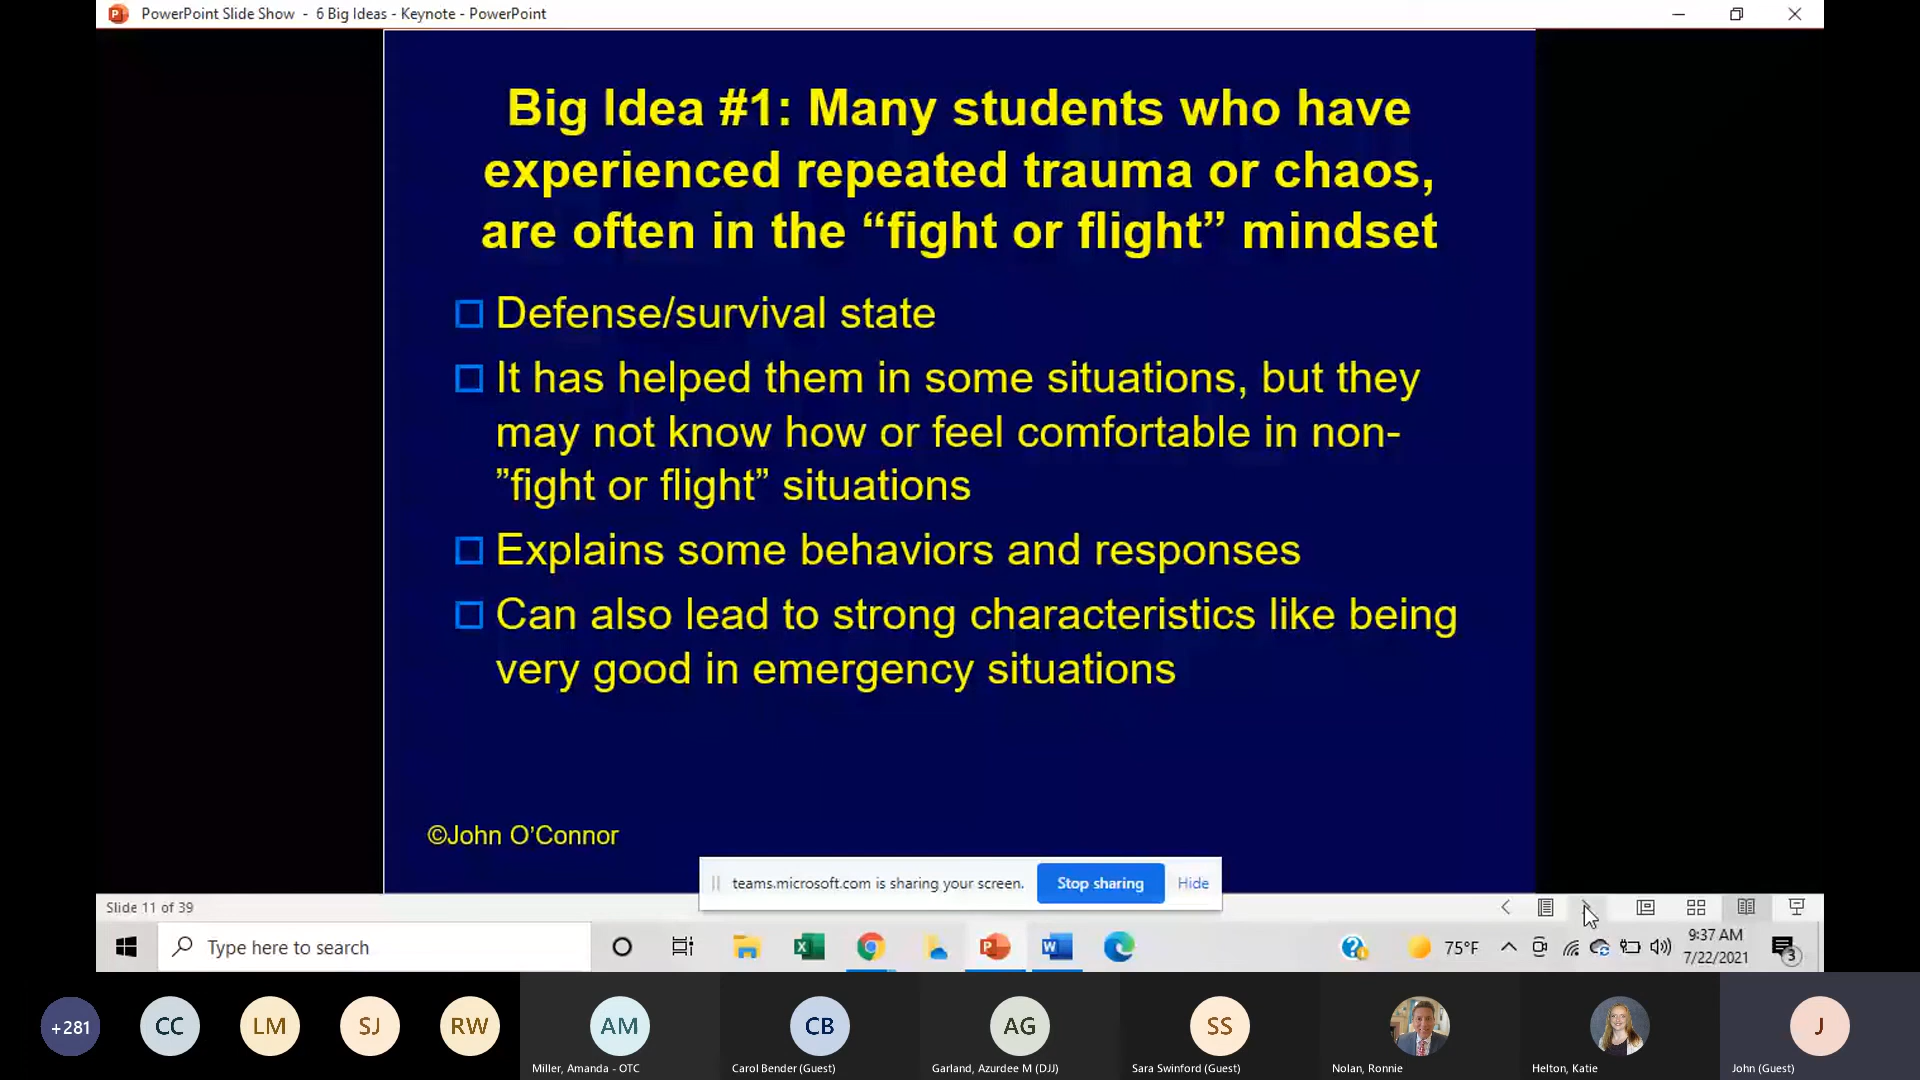 PowerPoint Slide Show - 6 Big Ideas - Keynote - PowerPoint
Big Idea #1: Many students who have
experienced repeated trauma or chaos,
are often in the “fight or flight” mindset
Defense/survival state
It has helped them in some situations, but they
may not know how or feel comfortable in non-
”fight or flight” situations
Explains some behaviors and responses
Can also lead to strong characteristics like being
very good in emergency situations
©John O’Connor
teams.microsoft.com is sharing your screen.
Stop sharing
Hide
Slide 11 of 39
Type here to search
75°F
9:37 AM
7/22/2021
3
+281
CC
LM
SJ
RW
AM
CB
AG
SS
J
Miller, Amanda - OTC
Carol Bender (Guest)
Garland, Azurdee M (DJJ)
Sara Swinford (Guest)
Nolan, Ronnie
Helton, Katie
John (Guest)